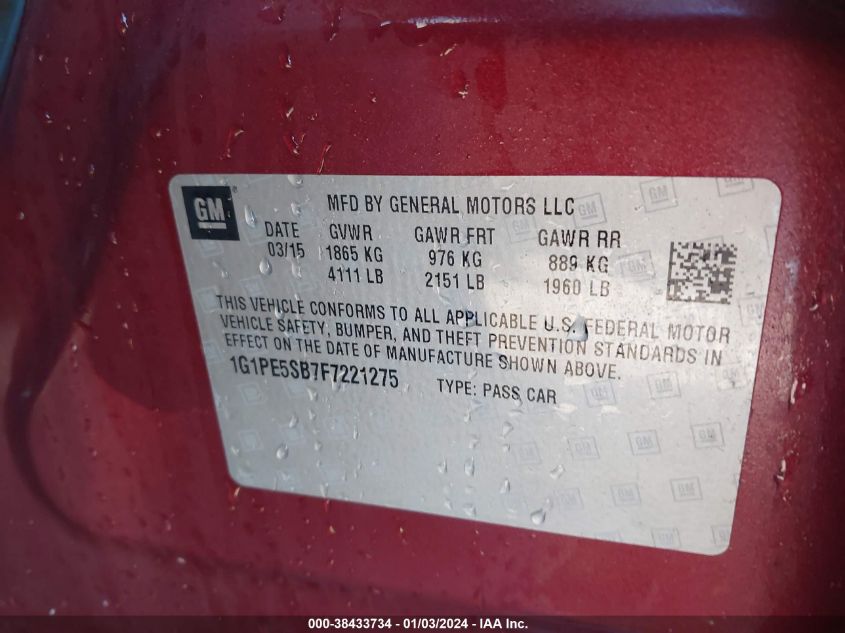 GM
MFD BY GENERAL MOTORS LLC
DATE GVWR GAWR FRT GAWR RR
03/15 1865 KG 976 KG 889 KG
4111 LB 2151 LB 1960 LB
THIS VEHICLE CONFORMS TO ALL APPLICABLE U.S. FEDERAL MOTOR
VEHICLE SAFETY, BUMPER, AND THEFT PREVENTION STANDARDS IN
EFFECT ON THE DATE OF MANUFACTURE SHOWN ABOVE.
1G1PE5SB7F7221275 TYPE: PASS CAR
000-38433734 - 01/03/2024 - IAA Inc.